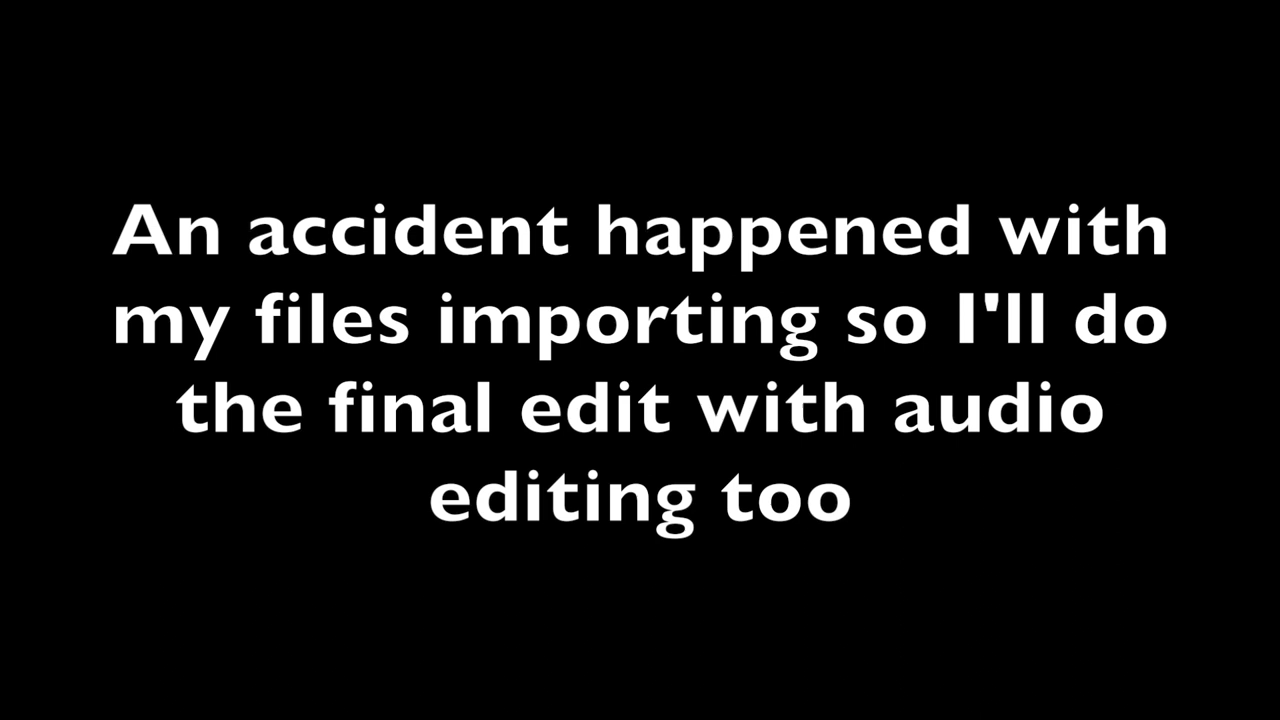 An accident happened with
my files importing so I'll do
the final edit with audio
editing too